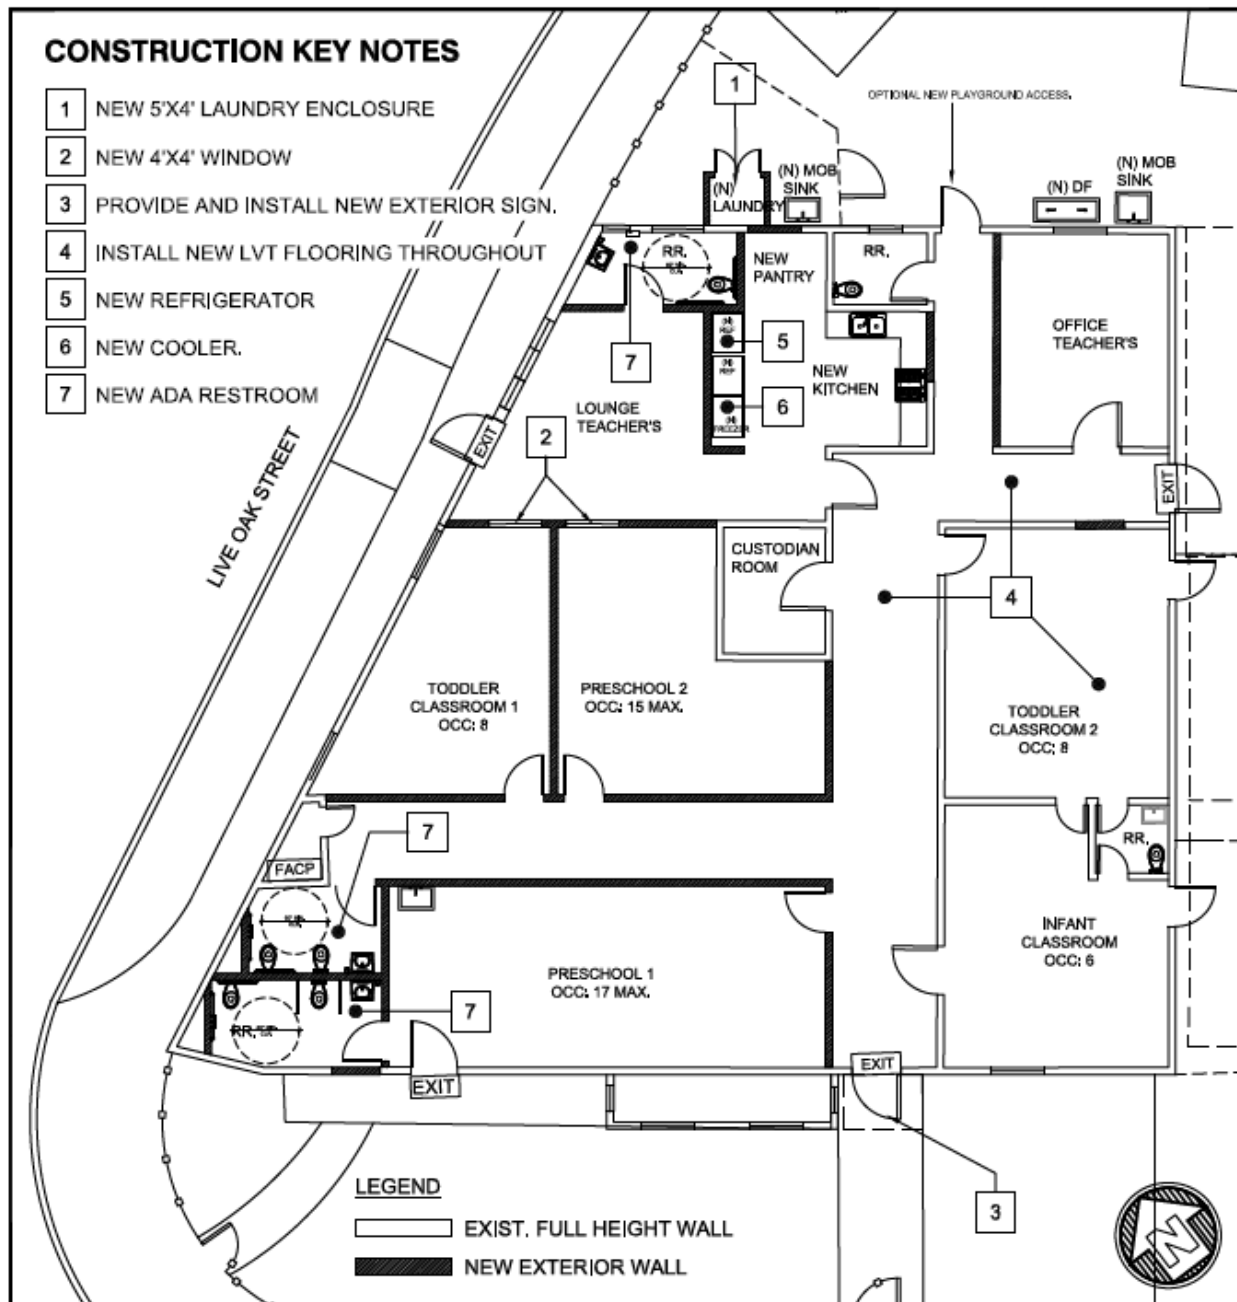 CONSTRUCTION KEY NOTES
1 NEW 5'X4' LAUNDRY ENCLOSURE
2 NEW 4'X4' WINDOW
3 PROVIDE AND INSTALL NEW EXTERIOR SIGN.
4 INSTALL NEW LVT FLOORING THROUGHOUT
5 NEW REFRIGERATOR
6 NEW COOLER.
7 NEW ADA RESTROOM
1
OPTIONAL NEW PLAYGROUND ACCESS.
(N)
LAUNDRY
(N) MOB
SINK
(N) DF
(N) MOB
SINK
RR.
NEW
PANTRY
RR.
OFFICE
TEACHER'S
7
(N)
REF
5
(N)
REF
NEW
KITCHEN
6
(N)
FREEZER
LOUNGE
TEACHER'S
2
EXIT
EXIT
LIVE OAK STREET
CUSTODIAN
ROOM
4
TODDLER
CLASSROOM 1
OCC: 8
PRESCHOOL 2
OCC: 15 MAX.
TODDLER
CLASSROOM 2
OCC: 8
7
RR.
FACP
INFANT
CLASSROOM
OCC: 6
PRESCHOOL 1
OCC: 17 MAX.
7
RR.
EXIT
EXIT
3
LEGEND
EXIST. FULL HEIGHT WALL
NEW EXTERIOR WALL
N